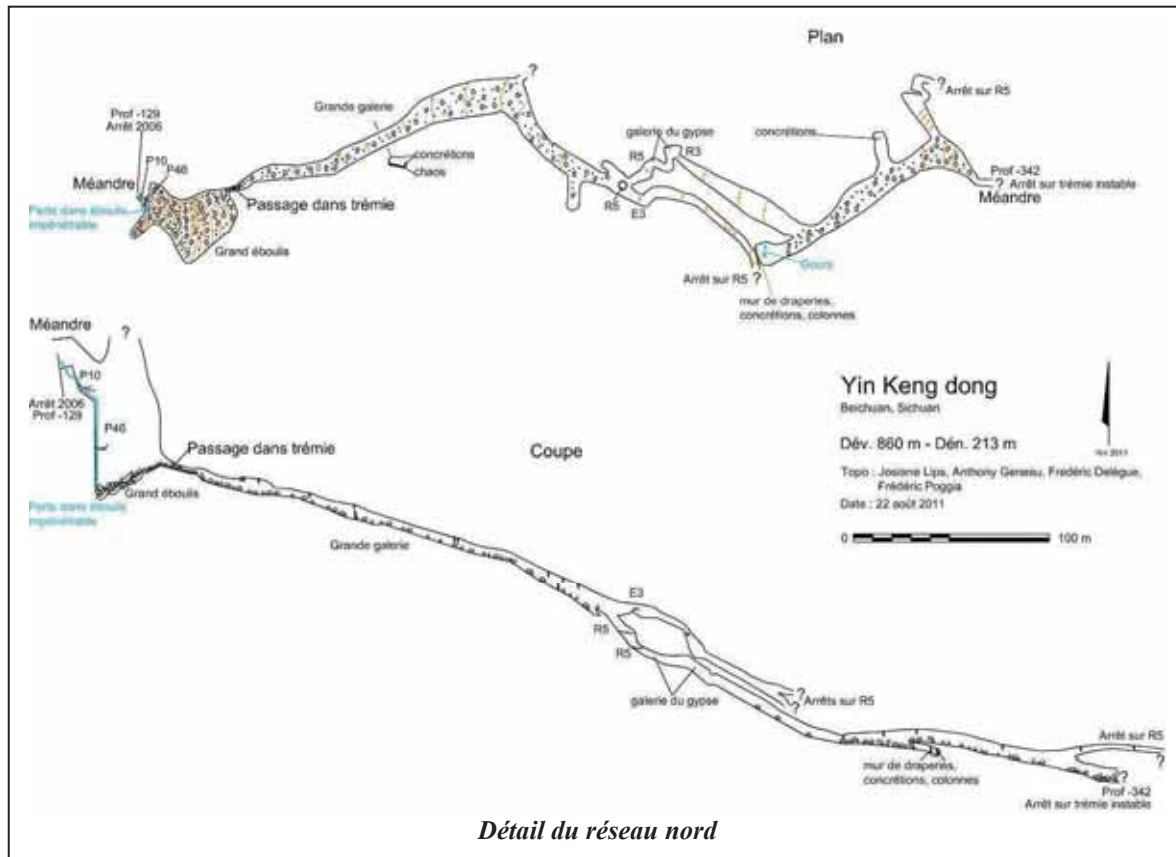 Plan
?
Arrêt sur R5
?
Grande galerie
Prof -129
Arrêt 2006
P10
P46
concrétions
chaos
galerie du gypse
R5
R3
concrétions
Méandre
Perte dans éboulis
impénétrable
Passage dans trémie
R5
E3
Prof -342
? Arrêt sur trémie instable
Méandre
Grand éboulis
Gours
Arrêt sur R5 ?
mur de draperies,
concrétions, colonnes
Méandre
?
P10
Arrêt 2006
Prof -129
P46
Passage dans trémie
Coupe
Grand éboulis
Perte dans éboulis
impénétrable
Grande galerie
Yin Keng dong
Beichuan, Sichuan
Dév. 860 m - Dén. 213 m
Topo : Josiane Lips, Anthony Geneau, Frédéric Delègue,
Frédéric Poggia
Date : 22 août 2011
2011
0 100 m
E3
R5
R5
galerie du gypse
?
Arrêts sur R5
?
Arrêt sur R5
?
mur de draperies,
concrétions, colonnes
?
Prof -342
Arrêt sur trémie instable
Détail du réseau nord